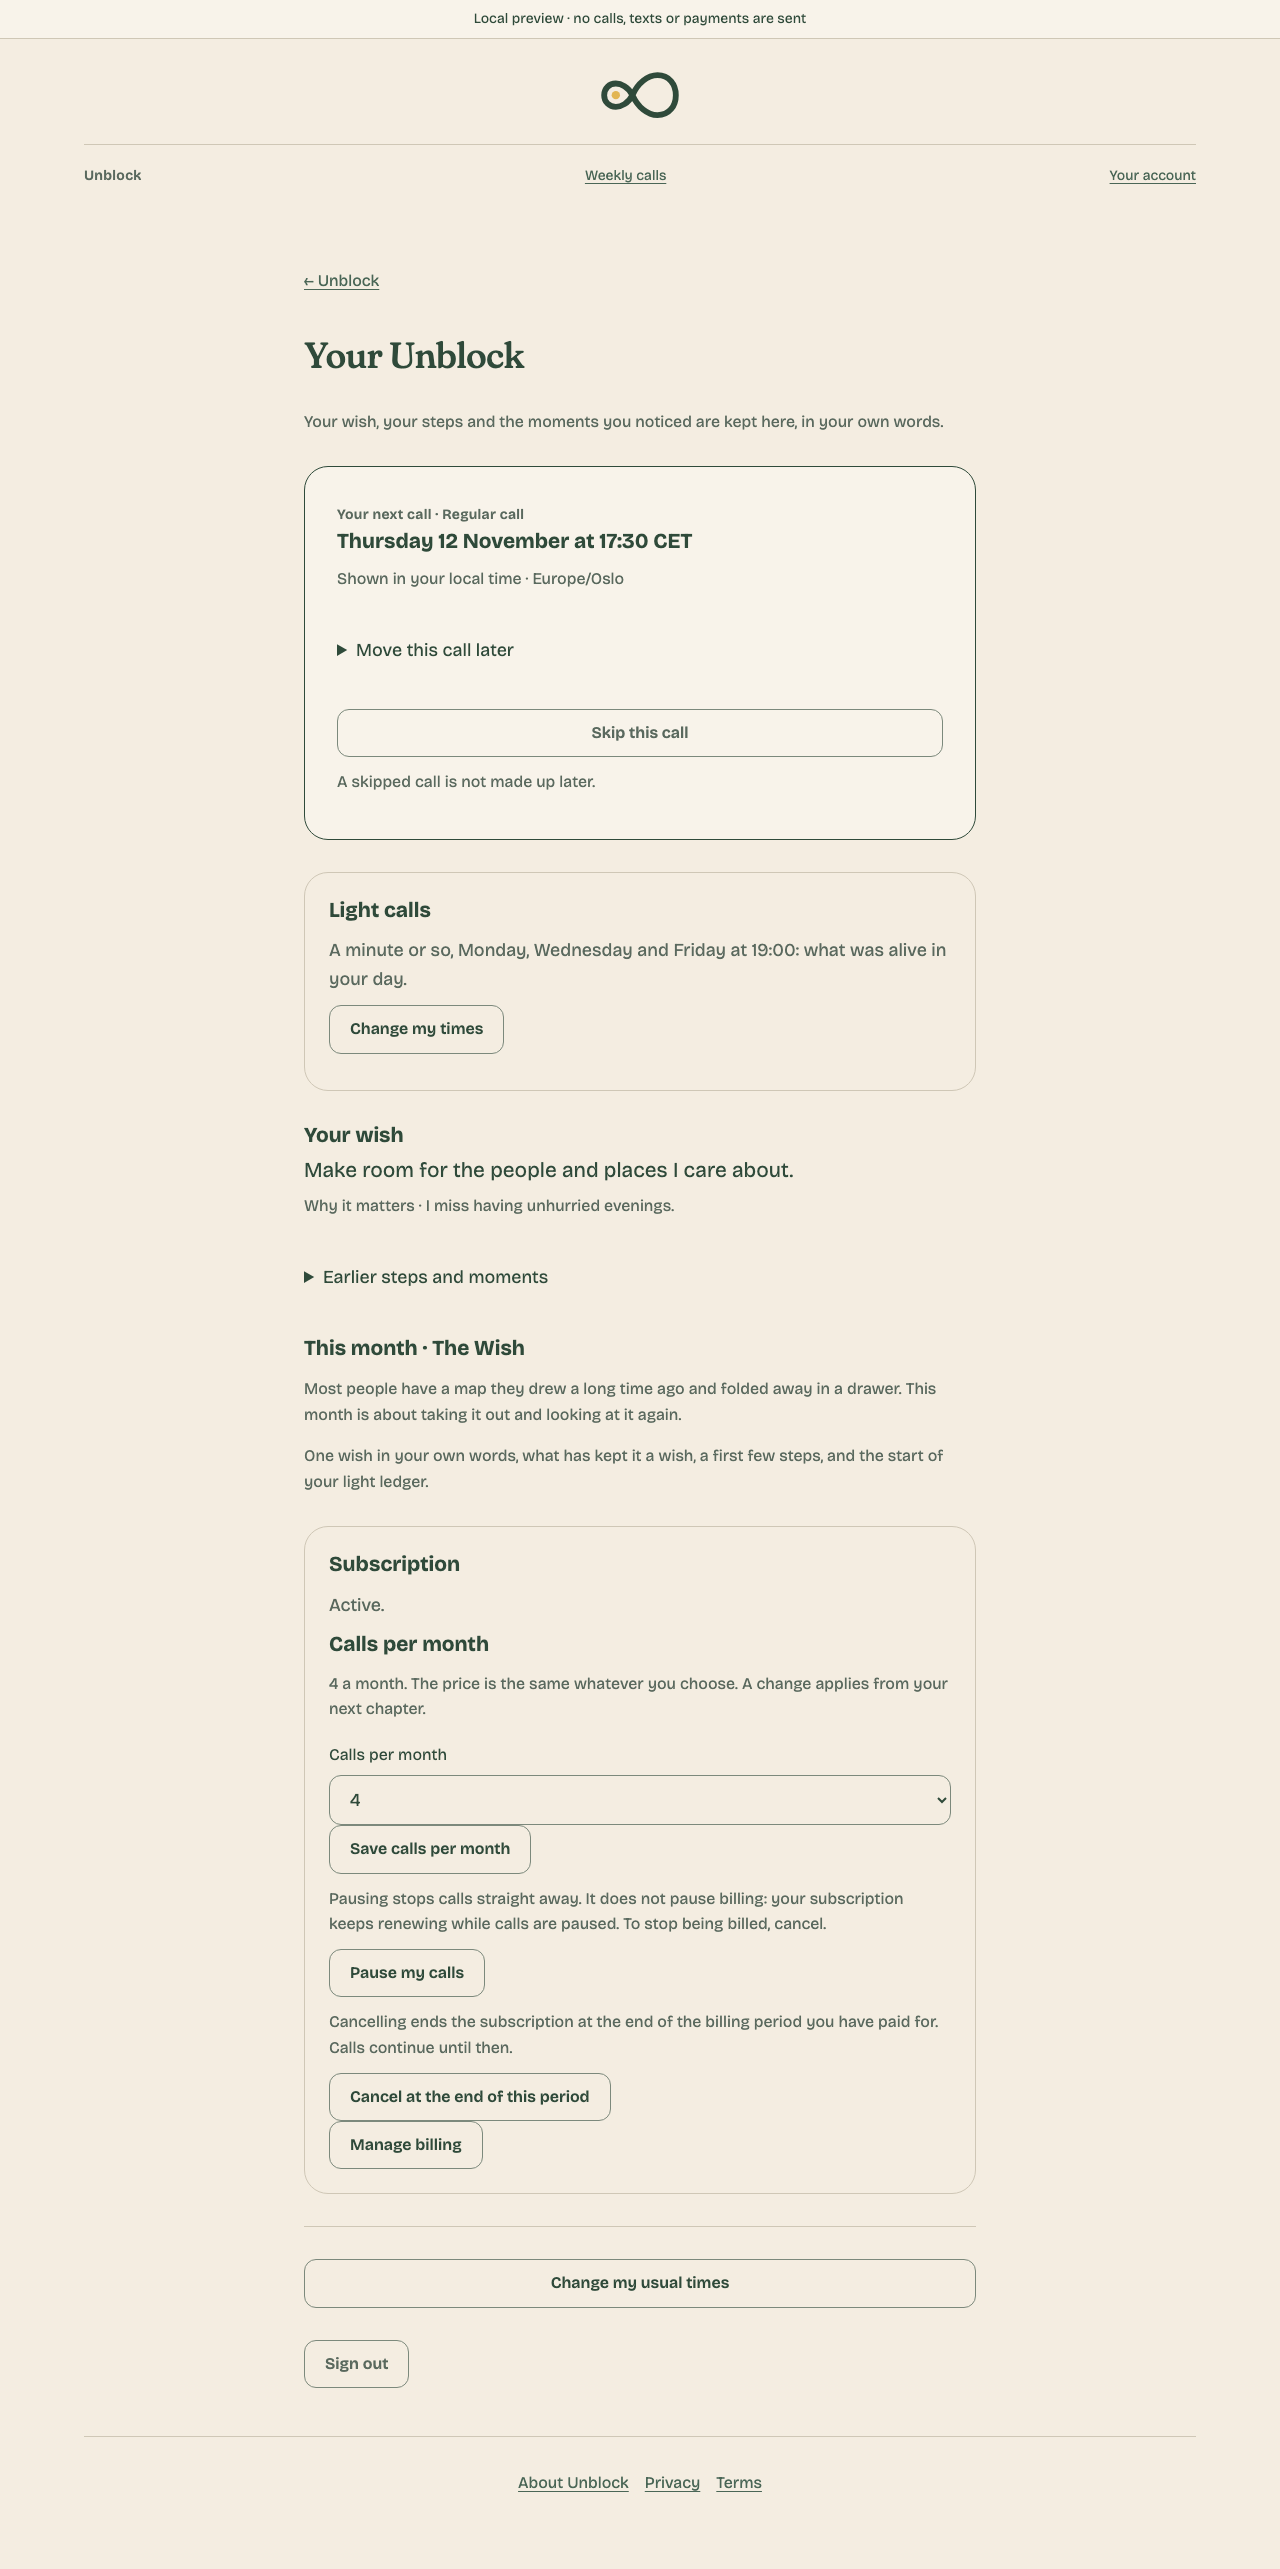 Local preview · no calls, texts or payments are sent
Unblock
Weekly calls
Your account
← Unblock
Your Unblock
Your wish, your steps and the moments you noticed are kept here, in your own words.
Your next call · Regular call
Thursday 12 November at 17:30 CET
Shown in your local time · Europe/Oslo
Move this call later
Skip this call
A skipped call is not made up later.
Light calls
A minute or so, Monday, Wednesday and Friday at 19:00: what was alive in
your day.
Change my times
Your wish
Make room for the people and places I care about.
Why it matters · I miss having unhurried evenings.
Earlier steps and moments
This month · The Wish
Most people have a map they drew a long time ago and folded away in a drawer. This
month is about taking it out and looking at it again.
One wish in your own words, what has kept it a wish, a first few steps, and the start of
your light ledger.
Subscription
Active.
Calls per month
4 a month. The price is the same whatever you choose. A change applies from your
next chapter.
Calls per month
4
Save calls per month
Pausing stops calls straight away. It does not pause billing: your subscription
keeps renewing while calls are paused. To stop being billed, cancel.
Pause my calls
Cancelling ends the subscription at the end of the billing period you have paid for.
Calls continue until then.
Cancel at the end of this period
Manage billing
Change my usual times
Sign out
About Unblock
Privacy
Terms